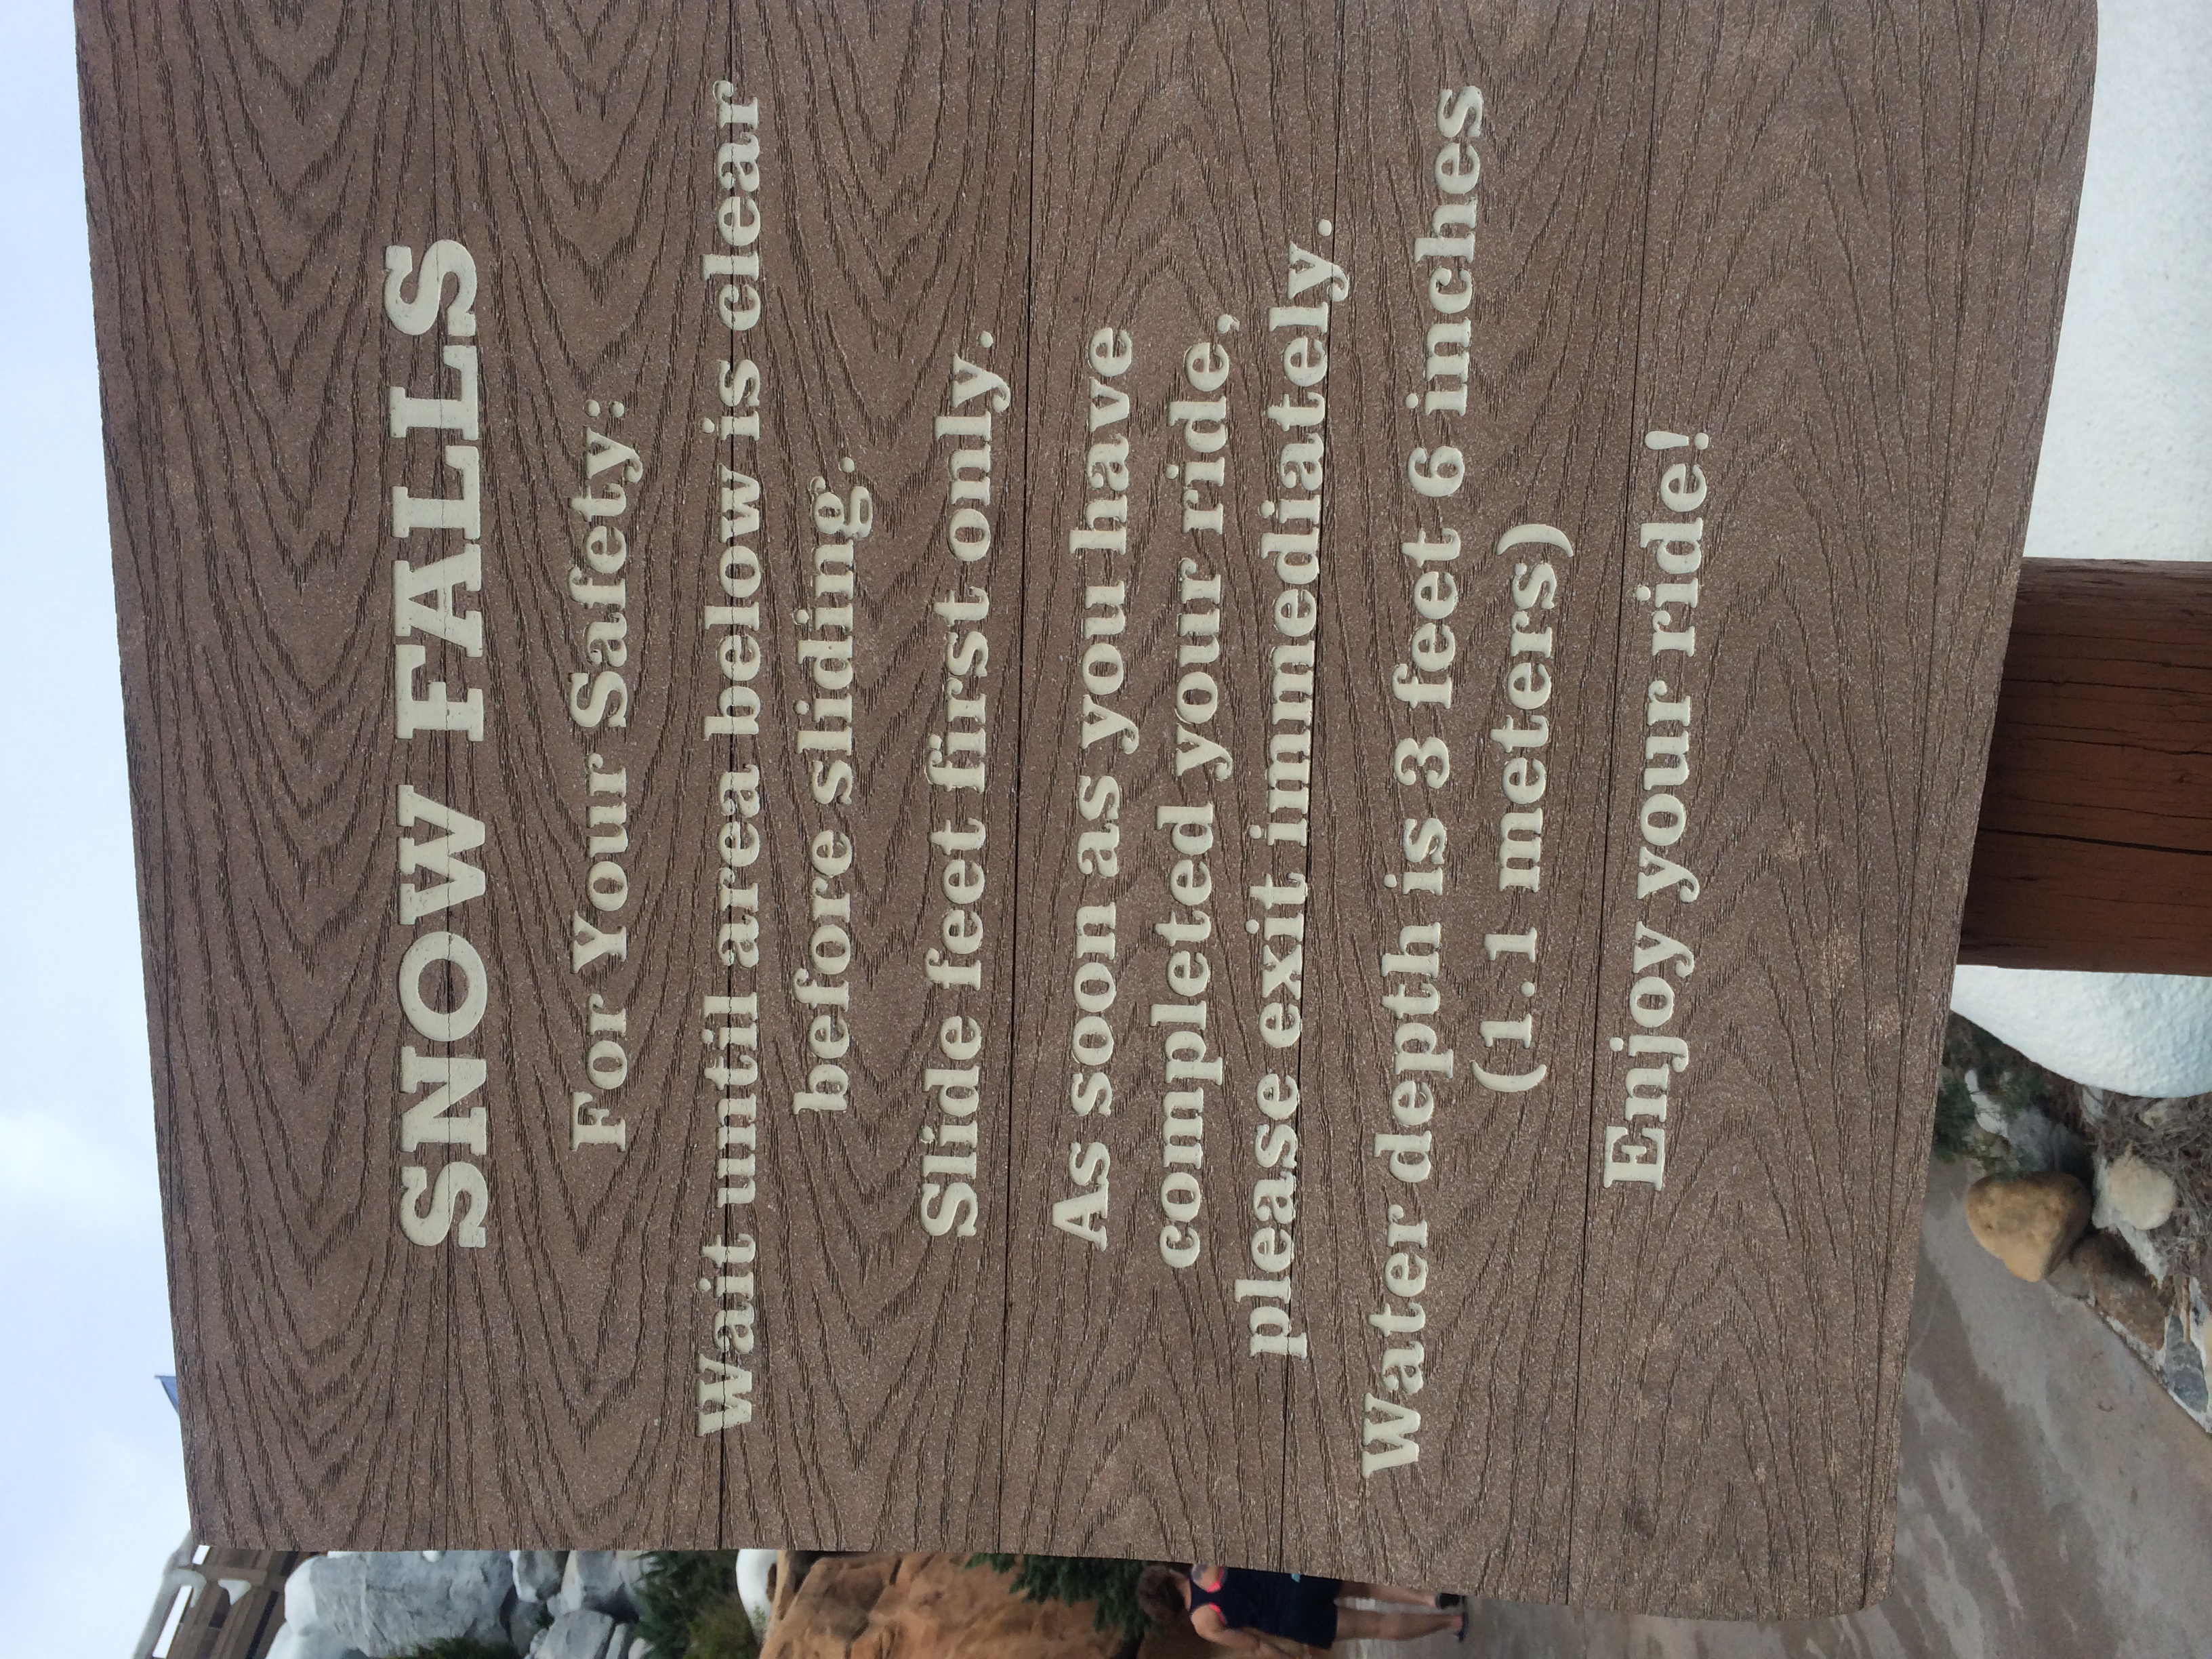 SNOW FALLS
For Your Safety:
Wait until area below is clear
before sliding.
Slide feet first only.
As soon as you have
completed your ride,
please exit immediately.
Water depth is 3 feet 6 inches
(1.1 meters)
Enjoy your ride!